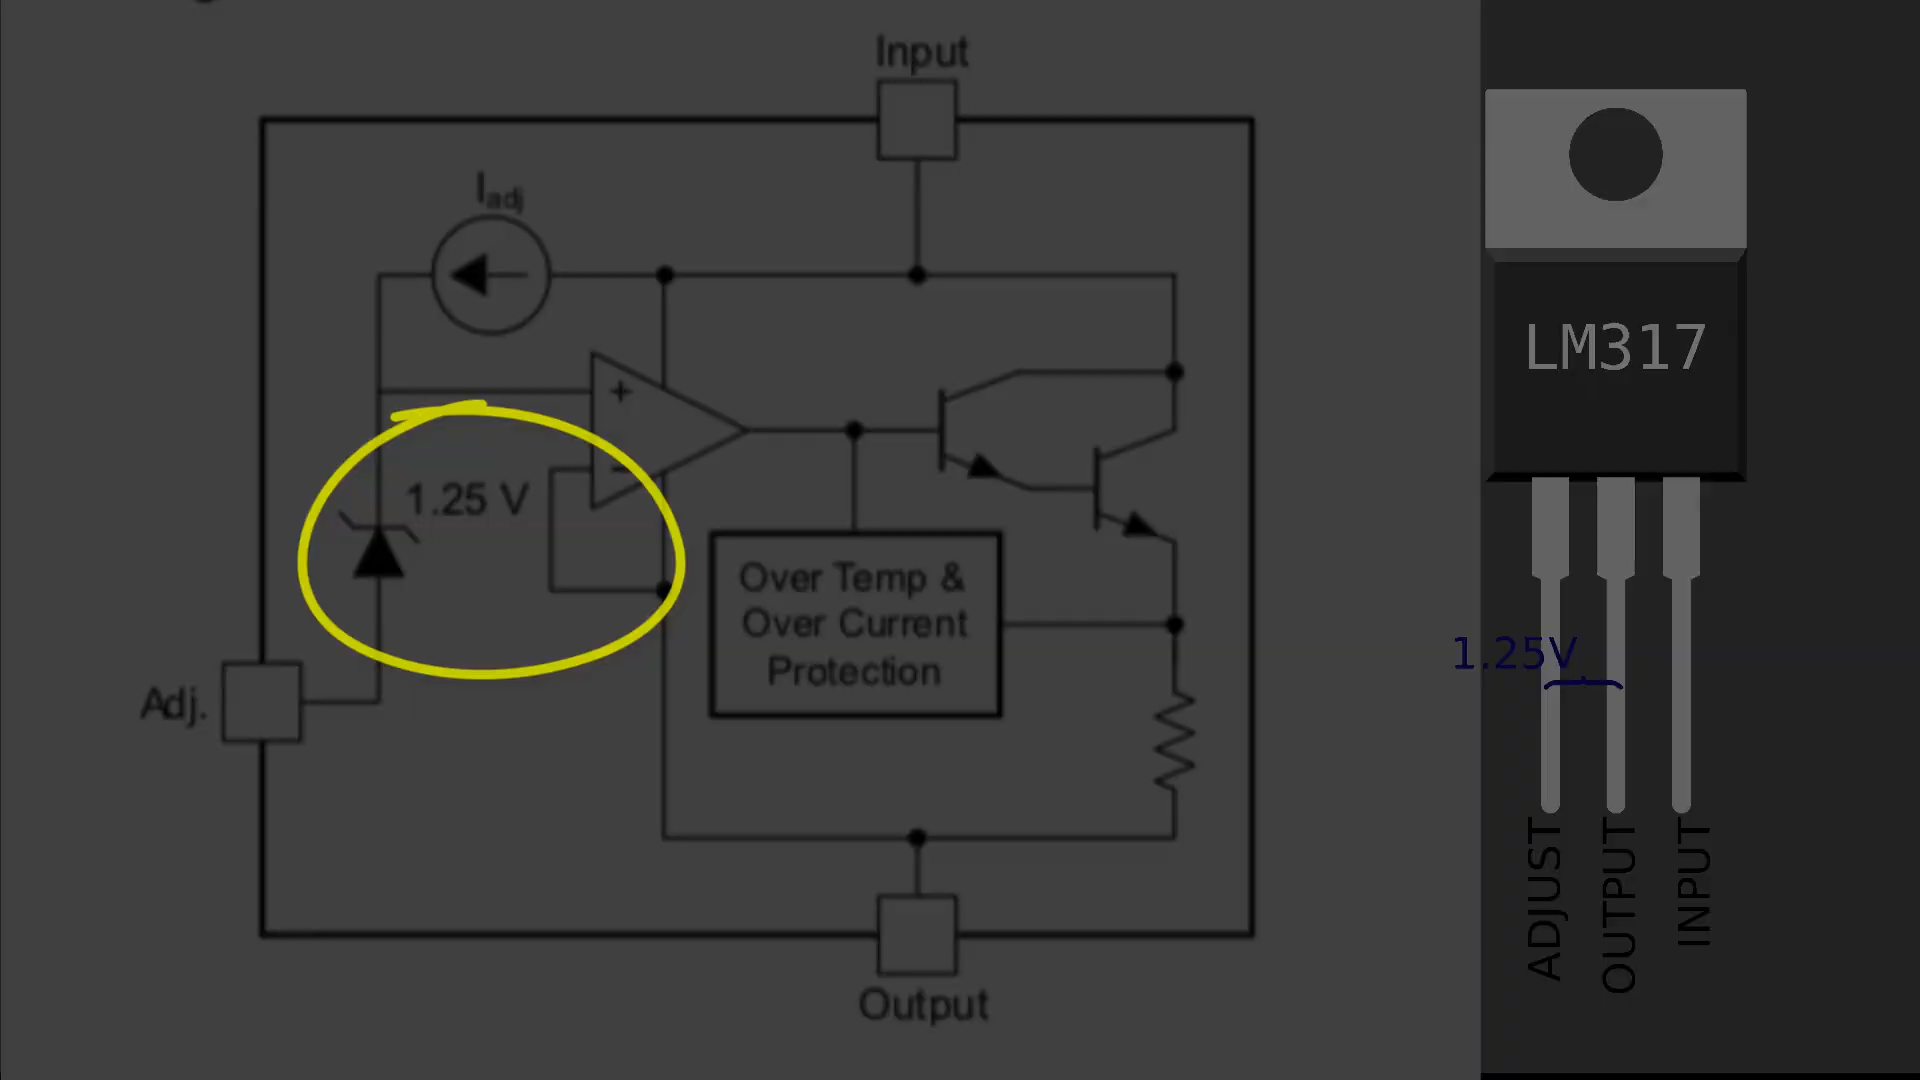 Input
I_adj
+
1.25 V
−
Over Temp &
Over Current
Protection
Adj.
Output
LM317
1.25V
ADJUST
OUTPUT
INPUT